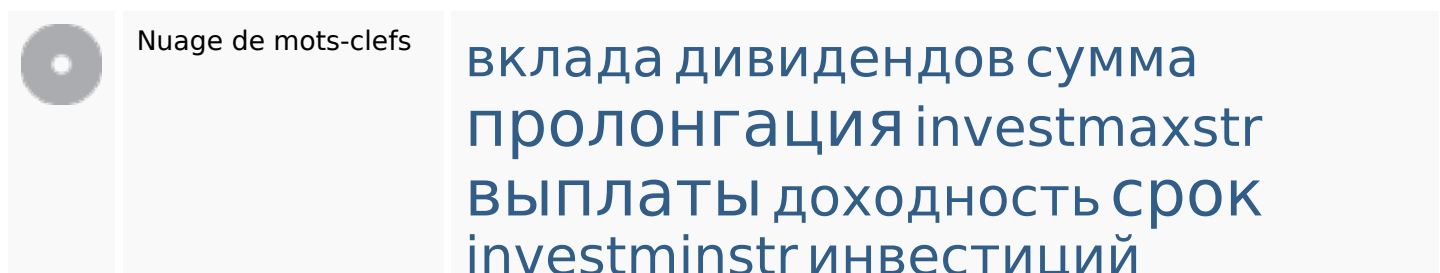 Nuage de mots-clefs
вклада дивидендов сумма
пролонгация investmaxstr
выплаты доходность срок
investminstr инвестиций